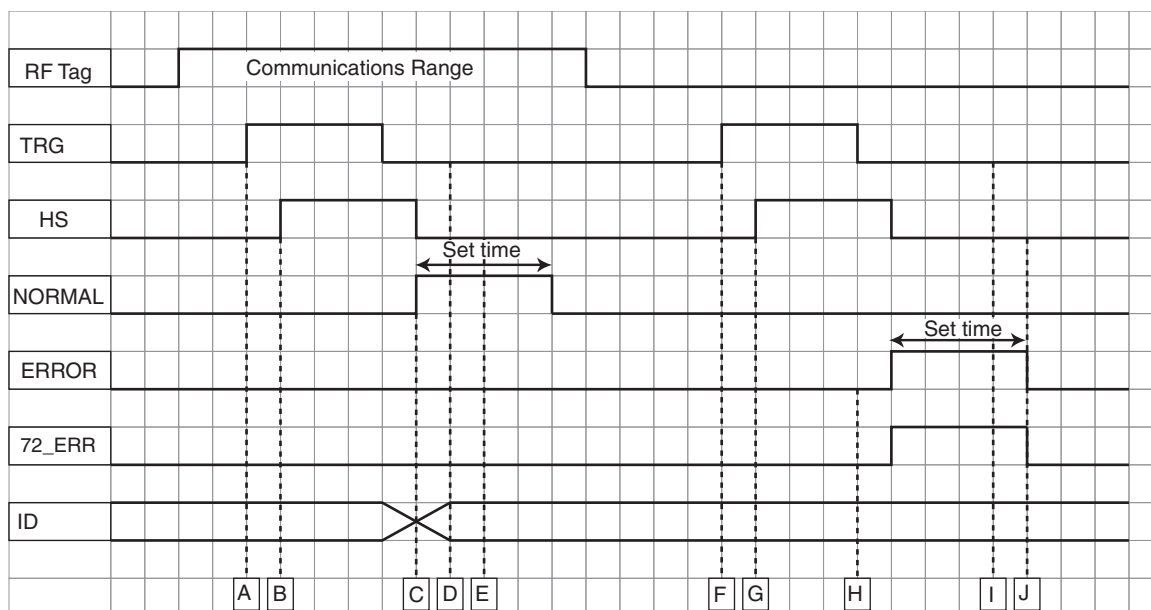 RF Tag
Communications Range
TRG
HS
Set time
NORMAL
Set time
ERROR
72_ERR
ID
A B C D E F G H I J